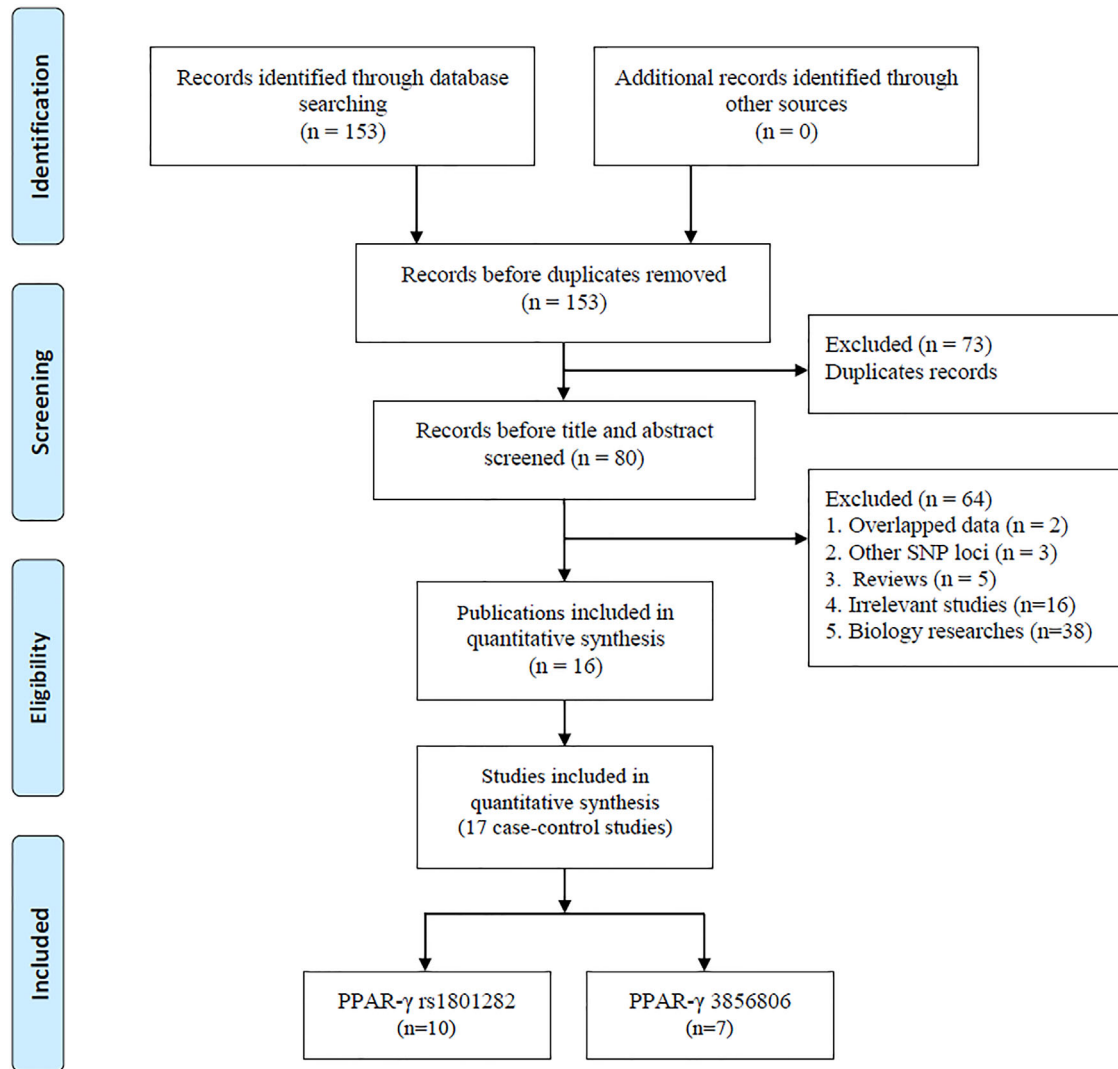 Identification
Records identified through database
searching
(n = 153)
Additional records identified through
other sources
(n = 0)
Records before duplicates removed
(n = 153)
Screening
Excluded (n = 73)
Duplicates records
Records before title and abstract
screened (n = 80)
Excluded (n = 64)
1. Overlapped data (n = 2)
2. Other SNP loci (n = 3)
3. Reviews (n = 5)
4. Irrelevant studies (n=16)
5. Biology researches (n=38)
Eligibility
Publications included in
quantitative synthesis
(n = 16)
Studies included in
quantitative synthesis
(17 case-control studies)
Included
PPAR-γ rs1801282
(n=10)
PPAR-γ 3856806
(n=7)